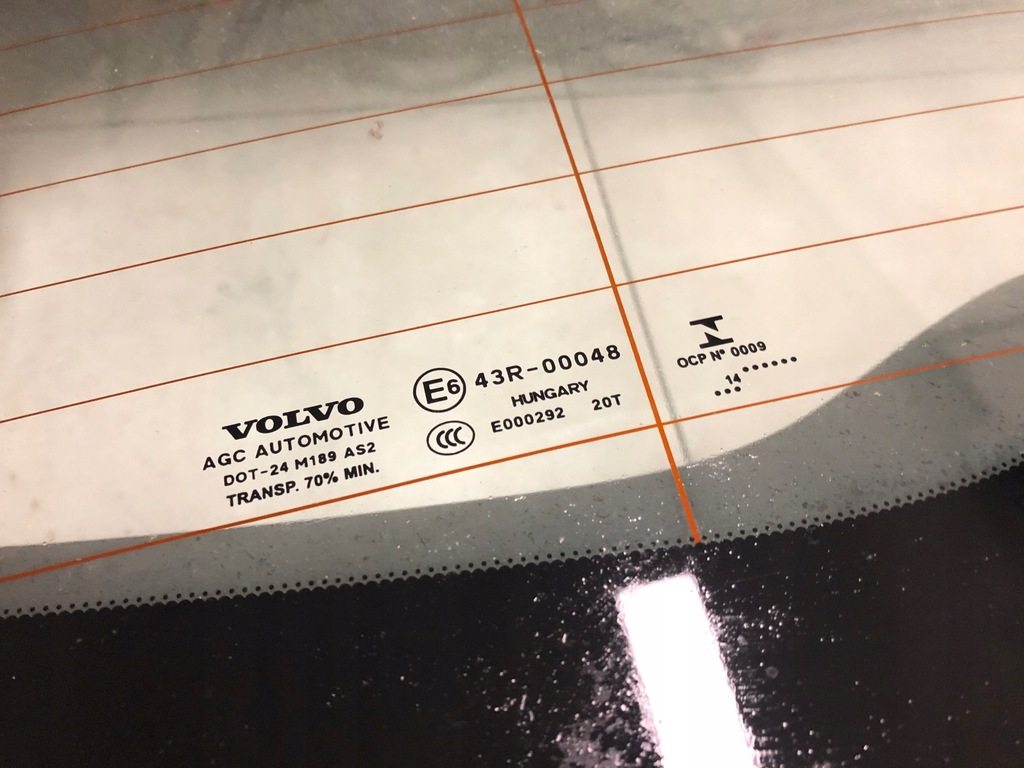 VOLVO
AGC AUTOMOTIVE
DOT-24 M189 AS2
TRANSP. 70% MIN.
E6 43R-00048
HUNGARY
CCC E000292 20T
OCP Nº 0009
14